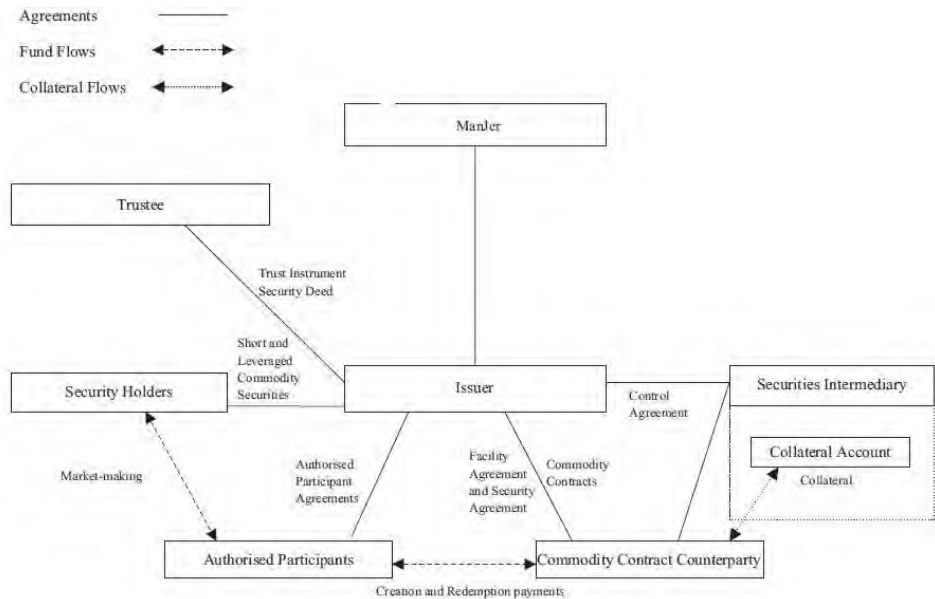 Agreements
Fund Flows
Collateral Flows
ManJer
Trustee
Trust Instrument
Security Deed
Short and
Leveraged
Commodity
Securities
Security Holders
Issuer
Securities Intermediary
Control
Agreement
Collateral Account
Collateral
Market-making
Authorised
Participant
Agreements
Facility
Agreement
and Security
Agreement
Commodity
Contracts
Authorised Participants
Commodity Contract Counterparty
Creation and Redemption payments